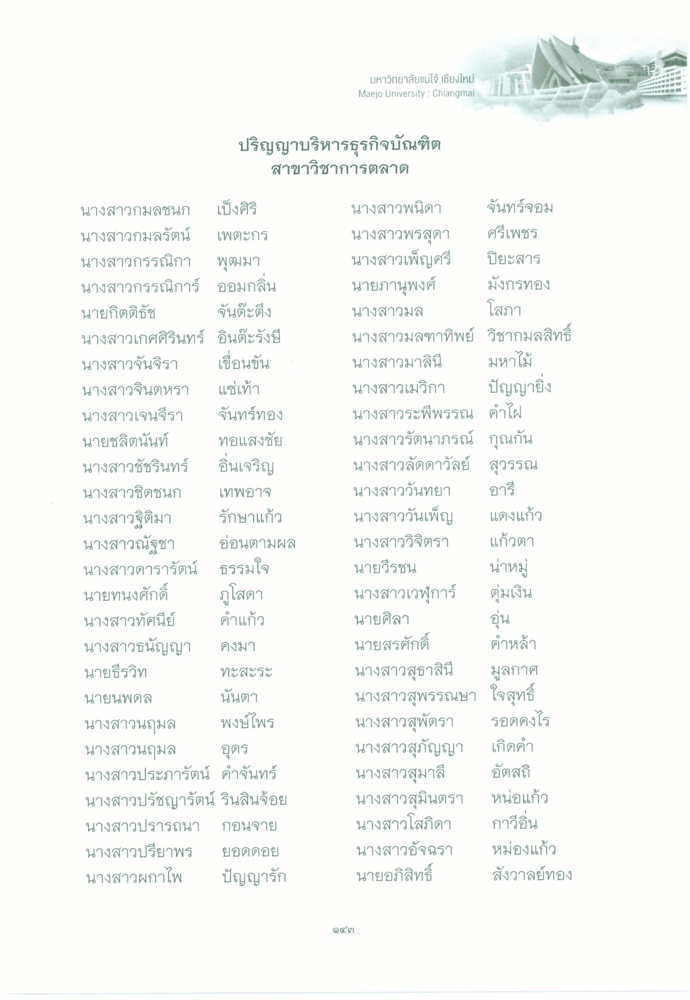 มหาวิทยาลัยแม่โจ้ เชียงใหม่
Maejo University : Chiangmai
ปริญญาบริหารธุรกิจบัณฑิต
สาขาวิชาการตลาด
นางสาวกมลชนก เป็งศิริ
นางสาวกมลรัตน์ เพตะกร
นางสาวกรรณิกา พุฒมา
นางสาวกรรณิการ์ ออมกลิ่น
นายกิตติธัช จันต๊ะตึง
นางสาวเกศศิรินทร์ อินต๊ะรังษี
นางสาวจันจิรา เขื่อนขัน
นางสาวจินตหรา แซ่เท้า
นางสาวเจนจีรา จันทร์ทอง
นายชลิตนันท์ ทอแสงชัย
นางสาวชัชรินทร์ อิ่นเจริญ
นางสาวชิดชนก เทพอาจ
นางสาวฐิติมา รักษาแก้ว
นางสาวณัฐชา อ่อนตามผล
นางสาวดารารัตน์ ธรรมใจ
นายทนงศักดิ์ ภูโสดา
นางสาวทัศนีย์ คำแก้ว
นางสาวธนัญญา คงมา
นายธีรวิท ทะสะระ
นายนพดล นันตา
นางสาวนฤมล พงษ์ไพร
นางสาวนฤมล อุดร
นางสาวประภารัตน์ คำจันทร์
นางสาวปรัชญารัตน์ รินสินจ้อย
นางสาวปรารถนา กอนจาย
นางสาวปรียาพร ยอดดอย
นางสาวผกาไพ ปัญญารัก
นางสาวพนิดา จันทร์จอม
นางสาวพรสุดา ศรีเพชร
นางสาวเพ็ญศรี ปิยะสาร
นายภานุพงศ์ มังกรทอง
นางสาวมล โสภา
นางสาวมลฑาทิพย์ วิชากมลสิทธิ์
นางสาวมาลินี มหาไม้
นางสาวเมวิกา ปัญญายิ่ง
นางสาวระพีพรรณ คำไฝ
นางสาวรัตนาภรณ์ กุณกัน
นางสาวลัดดาวัลย์ สุวรรณ
นางสาววันทยา อารี
นางสาววันเพ็ญ แดงแก้ว
นางสาววิจิตรา แก้วตา
นายวีรชน น่าหมู่
นางสาวเวฬุการ์ ตุ่มเงิน
นายศิลา อุ่น
นายสรศักดิ์ คำหล้า
นางสาวสุธาสินี มูลกาศ
นางสาวสุพรรณษา ใจสุทธิ์
นางสาวสุพัตรา รอดคงไร
นางสาวสุภัญญา เกิดคำ
นางสาวสุมาลี อัตสถิ
นางสาวสุมินตรา หน่อแก้ว
นางสาวโสภิดา กาวีอิ่น
นางสาวอัจฉรา หม่องแก้ว
นายอภิสิทธิ์ สังวาลย์ทอง
๑๔๓